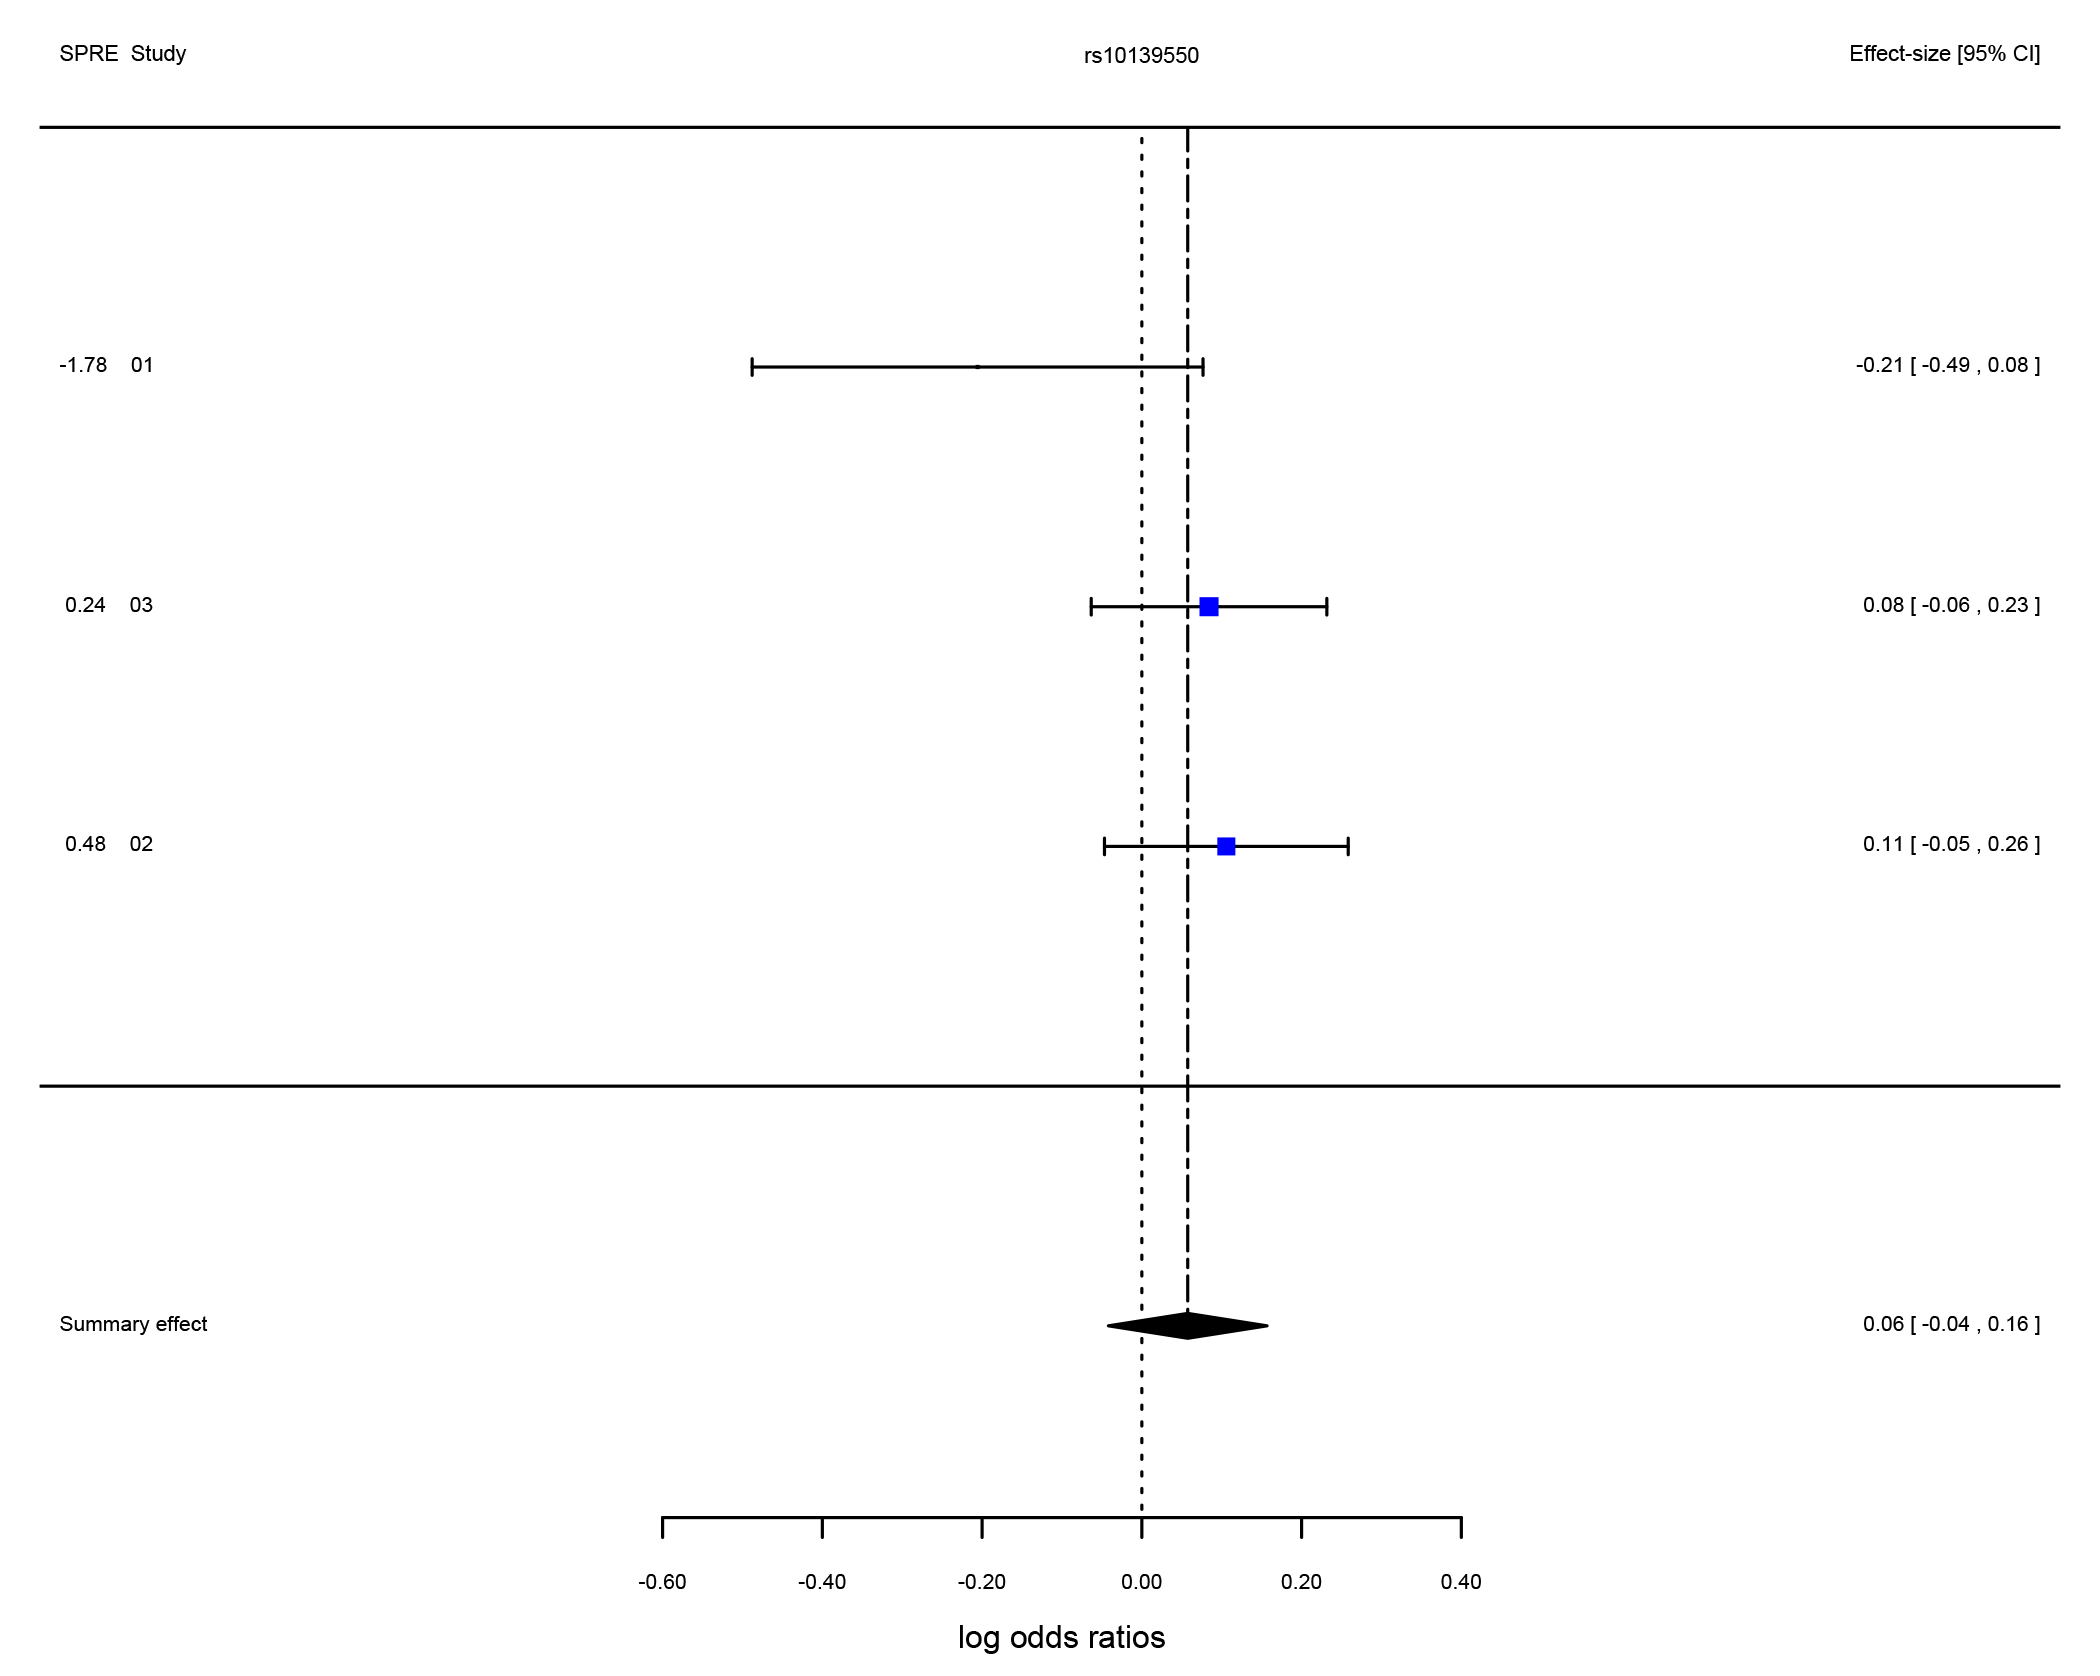 SPRE Study rs10139550 Effect-size [95% CI]
-1.78 01 -0.21 [ -0.49 , 0.08 ]
0.24 03 0.08 [ -0.06 , 0.23 ]
0.48 02 0.11 [ -0.05 , 0.26 ]
Summary effect 0.06 [ -0.04 , 0.16 ]
-0.60 -0.40 -0.20 0.00 0.20 0.40
log odds ratios